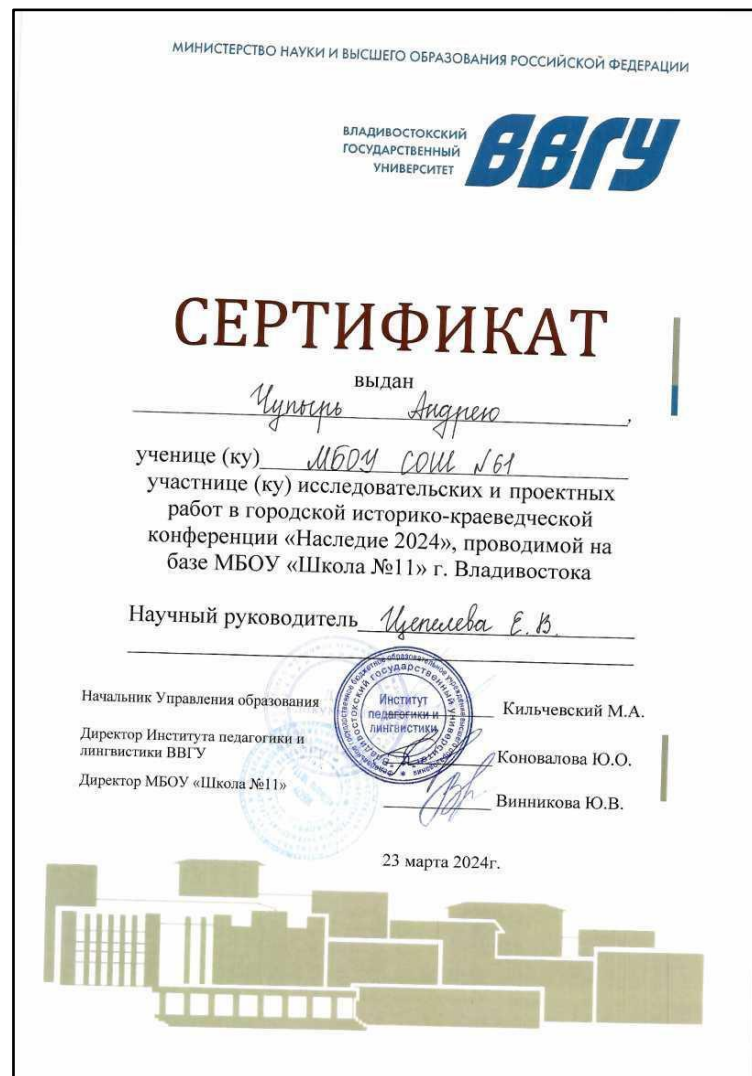 МИНИСТЕРСТВО НАУКИ И ВЫСШЕГО ОБРАЗОВАНИЯ РОССИЙСКОЙ ФЕДЕРАЦИИ
ВЛАДИВОСТОКСКИЙ
ГОСУДАРСТВЕННЫЙ
УНИВЕРСИТЕТ
ВВГУ
СЕРТИФИКАТ
выдан
Чупырь Андрею,
ученице (ку) МБОУ СОШ №61
участнице (ку) исследовательских и проектных
работ в городской историко-краеведческой
конференции «Наследие 2024», проводимой на
базе МБОУ «Школа №11» г. Владивостока
Научный руководитель Щепелева Е.В.
Институт
педагогики и
лингвистики
Начальник Управления образования Кильчевский М.А.
Директор Института педагогики и
лингвистики ВВГУ Коновалова Ю.О.
Директор МБОУ «Школа №11» Винникова Ю.В.
23 марта 2024г.